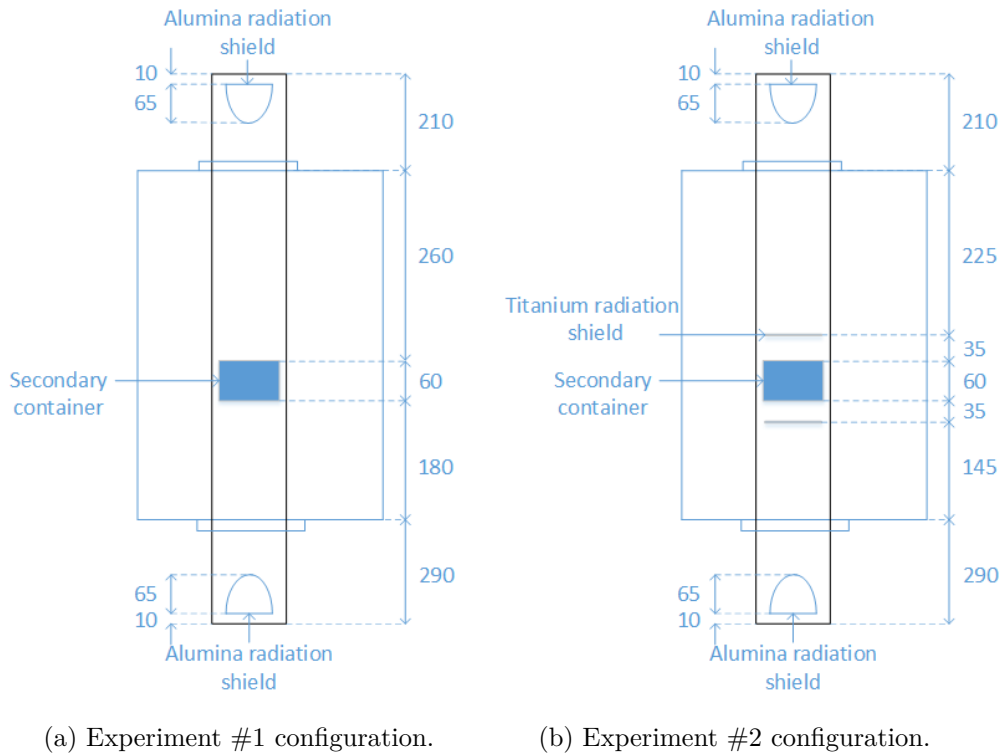 Alumina radiation
shield
10
65
210
260
Secondary
container
60
180
290
65
10
Alumina radiation
shield
(a) Experiment #1 configuration.
Alumina radiation
shield
10
65
210
225
Titanium radiation
shield
35
Secondary
container
60
35
145
290
65
10
Alumina radiation
shield
(b) Experiment #2 configuration.